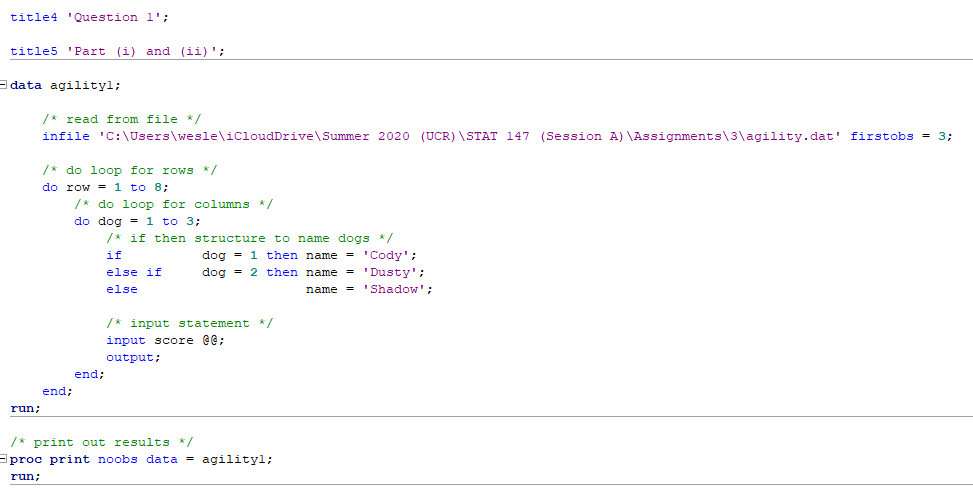 title4 'Question 1';
title5 'Part (i) and (ii)';
data agility1;
/* read from file */
infile 'C:\Users\wesle\iCloudDrive\Summer 2020 (UCR)\STAT 147 (Session A)\Assignments\3\agility.dat' firstobs = 3;
/* do loop for rows */
do row = 1 to 8;
/* do loop for columns */
do dog = 1 to 3;
/* if then structure to name dogs */
if dog = 1 then name = 'Cody';
else if dog = 2 then name = 'Dusty';
else name = 'Shadow';
/* input statement */
input score @@;
output;
end;
end;
run;
/* print out results */
proc print noobs data = agility1;
run;